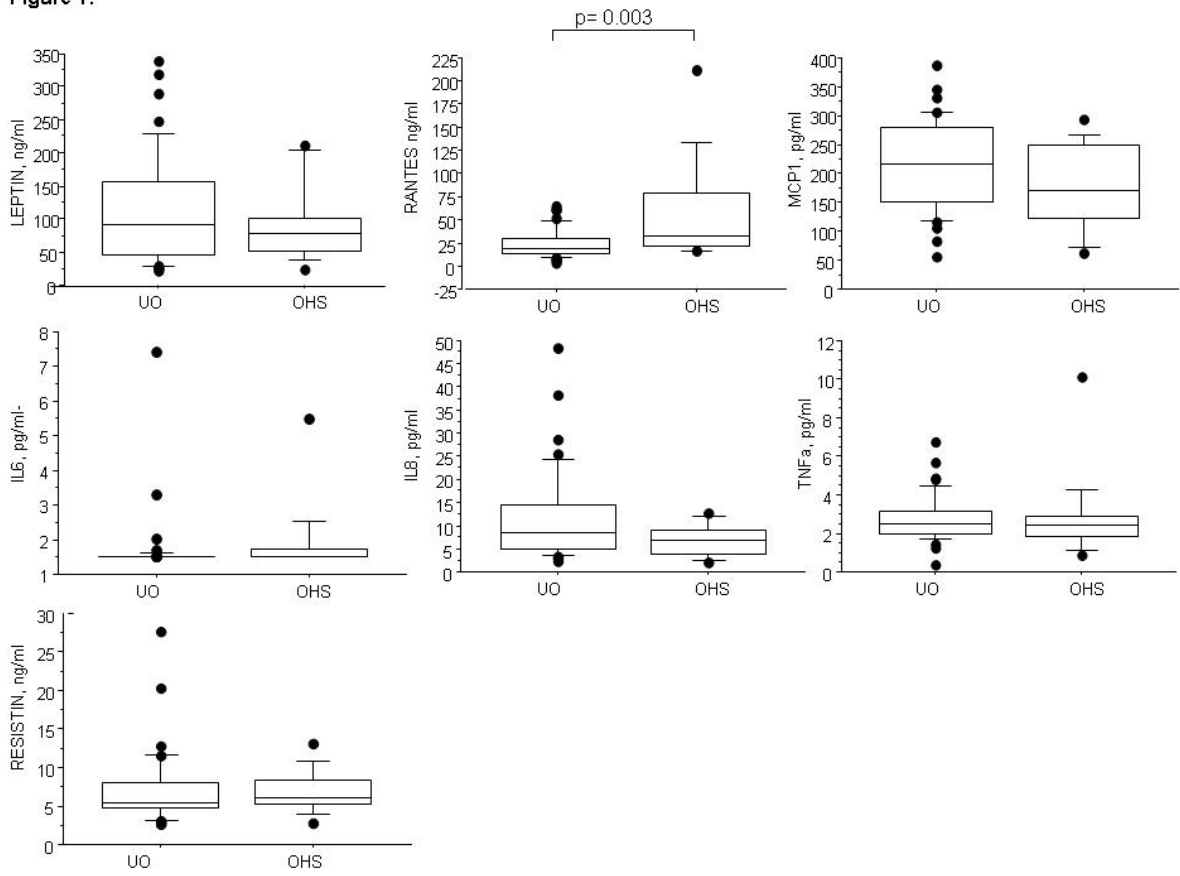 Figure 1.
p= 0.003
350
300
250
200
150
100
50
0
LEPTIN, ng/ml
UO
OHS
225
200
175
150
125
100
75
50
25
0
-25
RANTES ng/ml
UO
OHS
400
350
300
250
200
150
100
50
0
MCP1, pg/ml
UO
OHS
8
7
6
5
4
3
2
1
IL6, pg/ml-
UO
OHS
50
45
40
35
30
25
20
15
10
5
0
IL8, pg/ml
UO
OHS
12
10
8
6
4
2
0
TNFa, pg/ml
UO
OHS
30
25
20
15
10
5
0
RESISTIN, ng/ml
UO
OHS